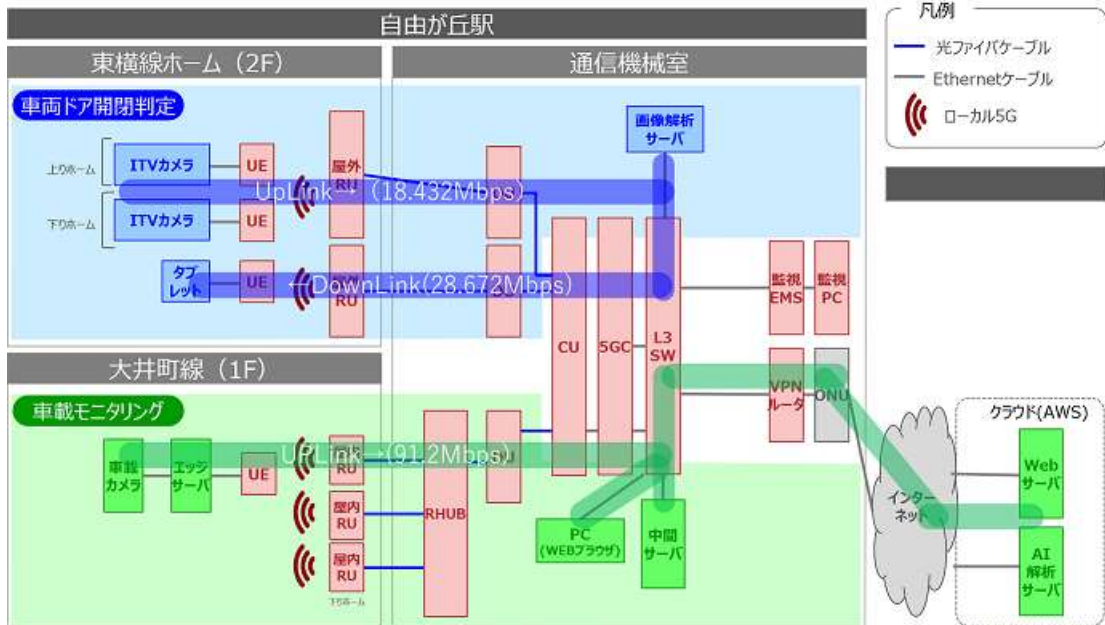 自由が丘駅
東横線ホーム（2F）
通信機械室
車両ドア開閉判定
上りホーム
ITVカメラ
UE
屋外
RU
画像解析
サーバ
UpLink→（18.432Mbps）
下りホーム
ITVカメラ
UE
タブ
レット
UE
←DownLink(28.672Mbps)
RU
CU
5GC
L3
SW
監視
EMS
監視
PC
大井町線（1F）
車載モニタリング
車載
カメラ
エッジ
サーバ
UE
UPLink→(91.2Mbps)
RU
屋内
RU
屋内
RU
下りホーム
RHUB
PC
(WEBブラウザ)
中間
サーバ
VPN
ルータ
ONU
インター
ネット
クラウド(AWS)
Web
サーバ
AI
解析
サーバ
凡例
光ファイバケーブル
Ethernetケーブル
ローカル5G